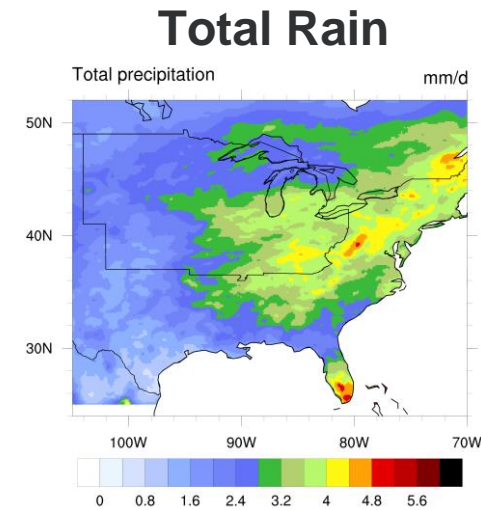 Total Rain
Total precipitation mm/d
50N
40N
30N
100W 90W 80W 70W
0 0.8 1.6 2.4 3.2 4 4.8 5.6